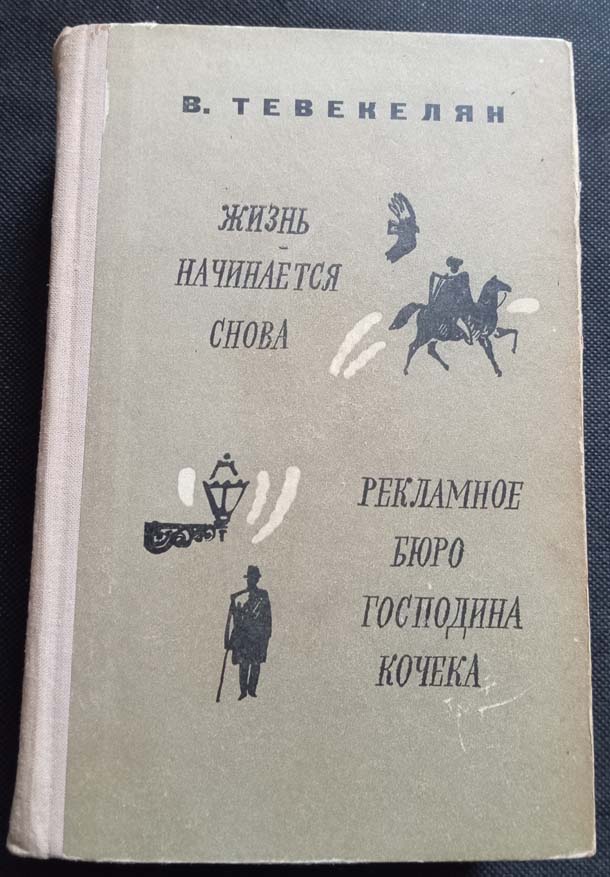 В. ТЕВЕКЕЛЯН
ЖИЗНЬ
НАЧИНАЕТСЯ
СНОВА
РЕКЛАМНОЕ
БЮРО
ГОСПОДИНА
КОЧЕКА